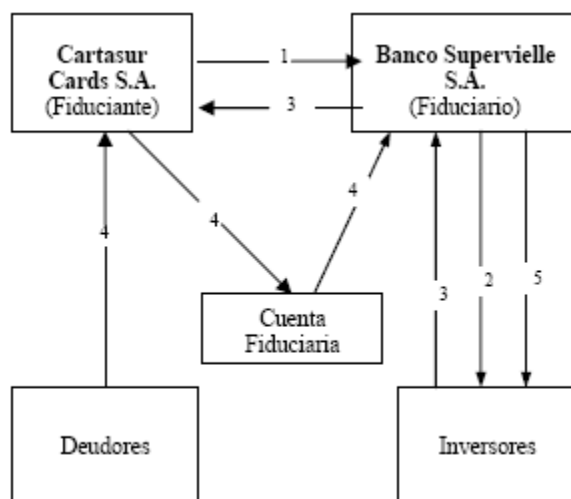 Cartasur
Cards S.A.
(Fiduciante)
1
3
Banco Supervielle
S.A.
(Fiduciario)
4
4
4
Cuenta
Fiduciaria
3
2
5
Deudores
Inversores